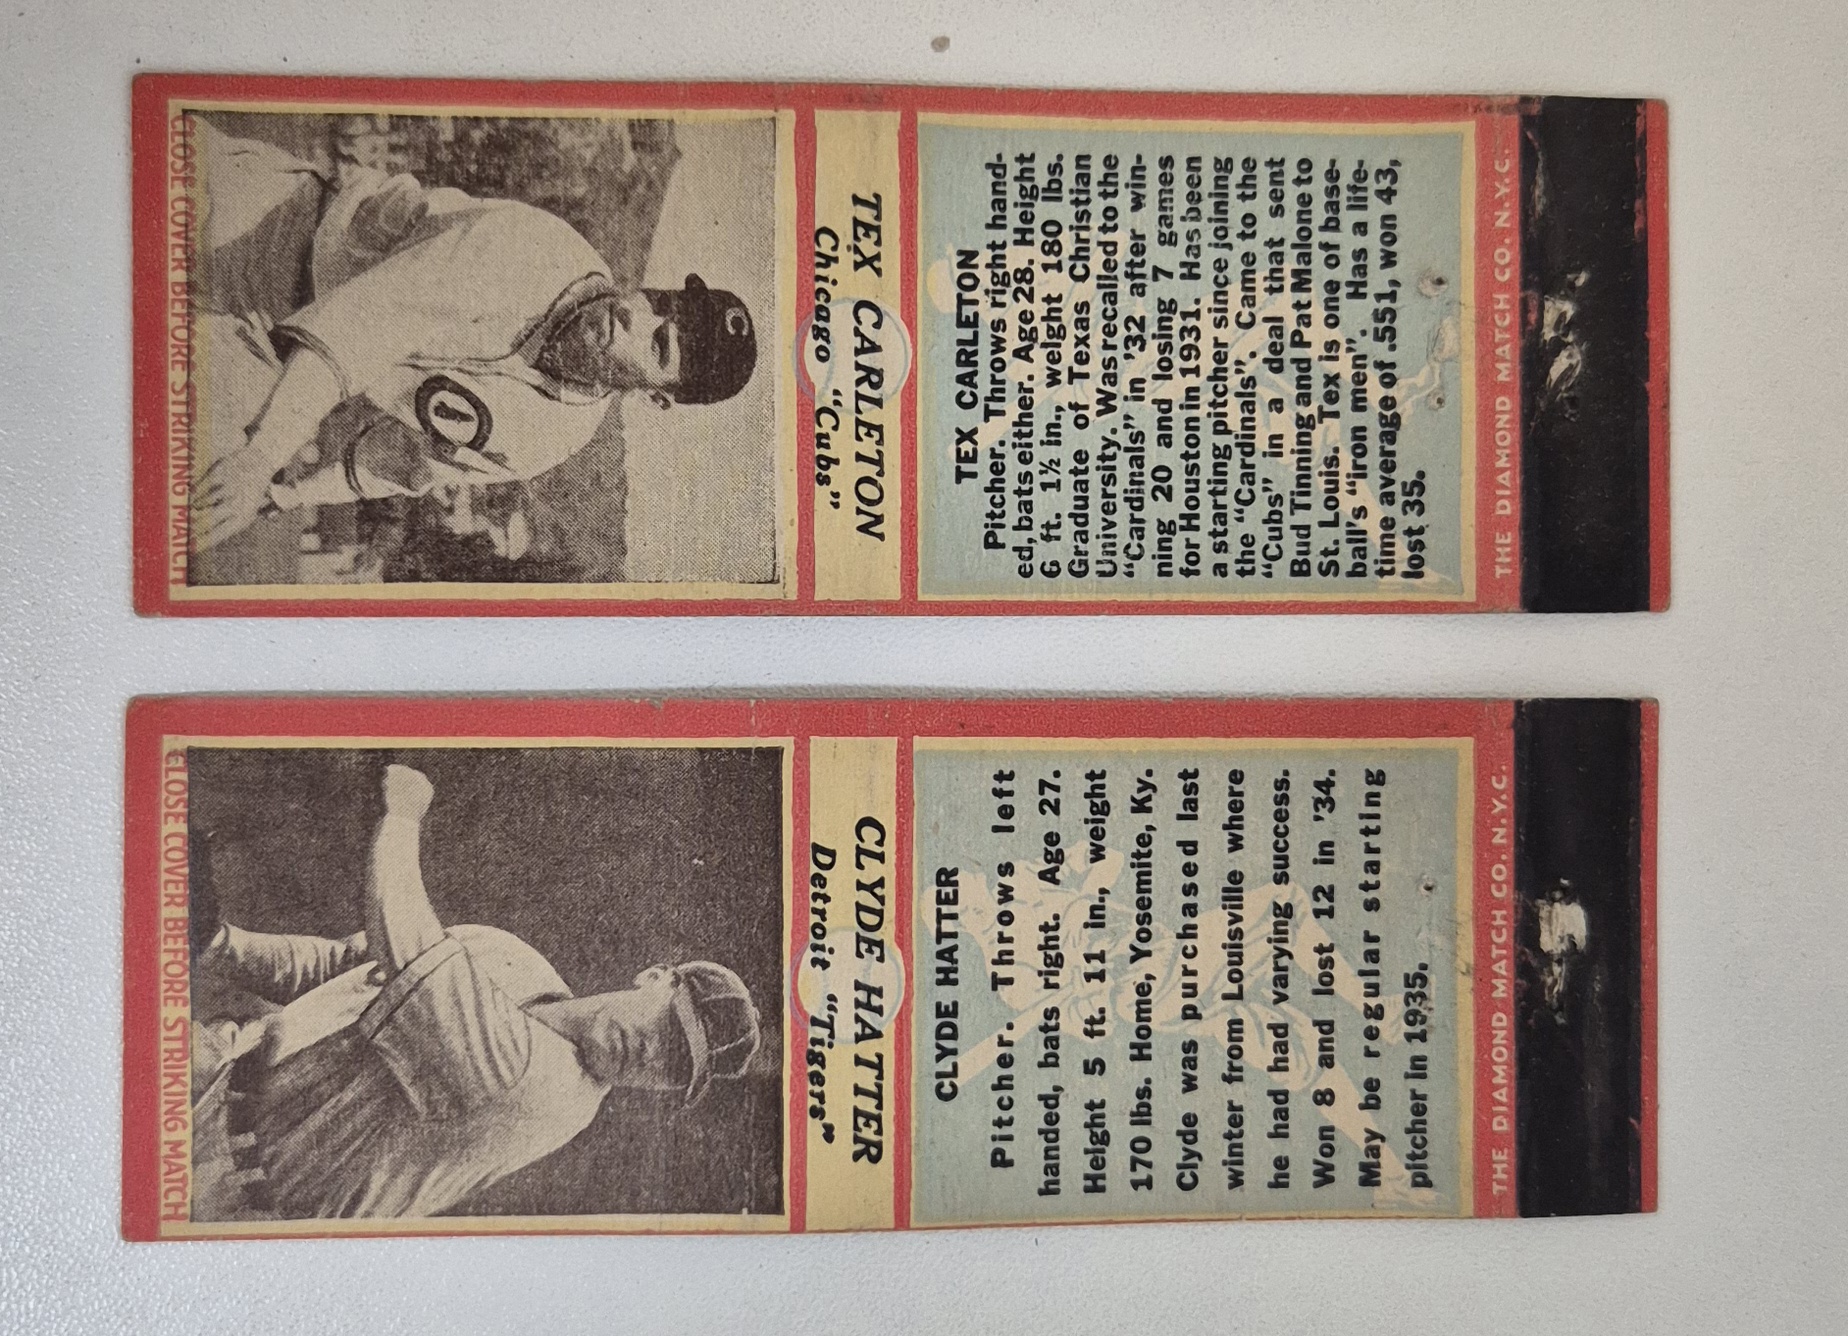 CLOSE COVER BEFORE STRIKING MATCH
TEX CARLETON
Chicago "Cubs"
TEX CARLETON
Pitcher. Throws right hand-
ed, bats either. Age 28. Height
6 ft. 1½ in., weight 180 lbs.
Graduate of Texas Christian
University. Was recalled to the
"Cardinals" in '32 after win-
ning 20 and losing 7 games
for Houston in 1931. Has been
a starting pitcher since joining
the "Cardinals". Came to the
"Cubs" in a deal that sent
Bud Tinning and Pat Malone to
St. Louis. Tex is one of base-
ball's "iron men". Has a life-
time average of .551, won 43,
lost 35.
THE DIAMOND MATCH CO. N.Y.C.
C
CLOSE COVER BEFORE STRIKING MATCH
CLYDE HATTER
Detroit "Tigers"
CLYDE HATTER
Pitcher. Throws left
handed, bats right. Age 27.
Height 5 ft. 11 in., weight
170 lbs. Home, Yosemite, Ky.
Clyde was purchased last
winter from Louisville where
he had had varying success.
Won 8 and lost 12 in '34.
May be regular starting
pitcher in 1935.
THE DIAMOND MATCH CO. N.Y.C.